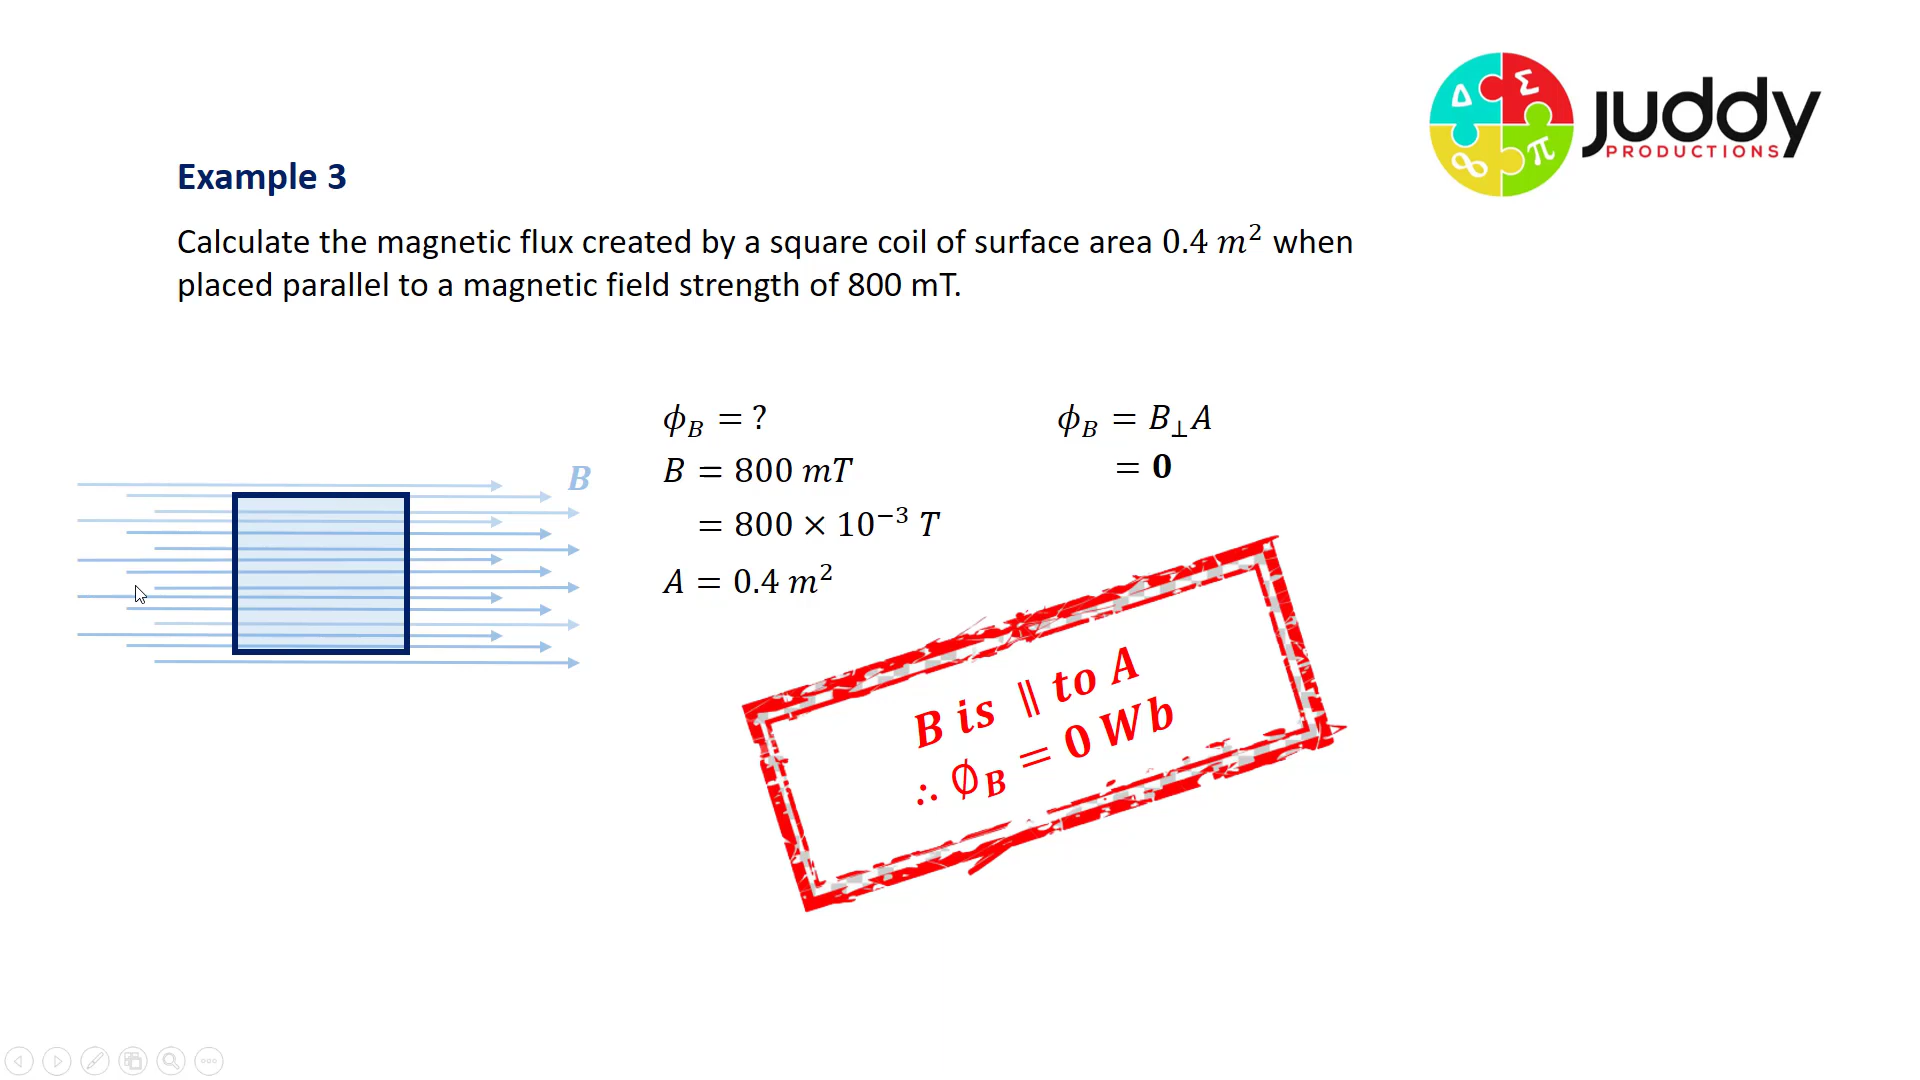 Δ Σ
∞ π
juddy
PRODUCTIONS
Example 3
Calculate the magnetic flux created by a square coil of surface area 0.4 m² when
placed parallel to a magnetic field strength of 800 mT.
B
ϕ_B = ?
B = 800 mT
= 800 × 10⁻³ T
A = 0.4 m²
ϕ_B = B_⊥A
= 0
B is ∥ to A
∴ ∅_B = 0 Wb